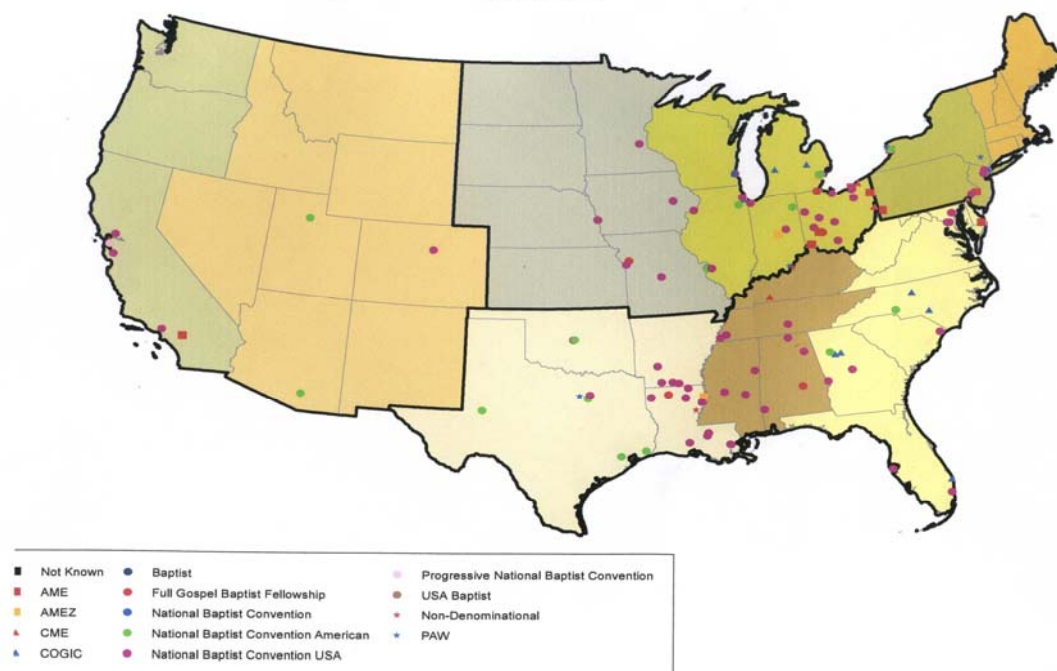 Not Known
AME
AMEZ
CME
COGIC
Baptist
Full Gospel Baptist Fellowship
National Baptist Convention
National Baptist Convention American
National Baptist Convention USA
Progressive National Baptist Convention
USA Baptist
Non-Denominational
PAW